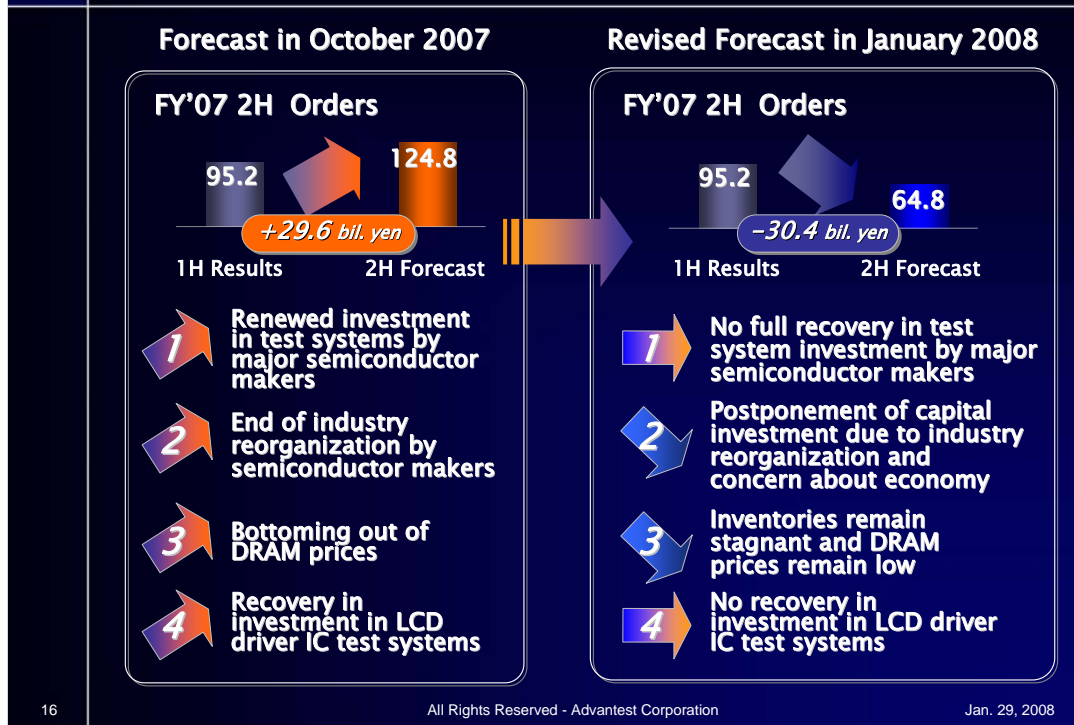 Forecast in October 2007
FY'07 2H Orders
95.2
124.8
+29.6 bil. yen
1H Results
2H Forecast
1
Renewed investment
in test systems by
major semiconductor
makers
2
End of industry
reorganization by
semiconductor makers
3
Bottoming out of
DRAM prices
4
Recovery in
investment in LCD
driver IC test systems
Revised Forecast in January 2008
FY'07 2H Orders
95.2
64.8
-30.4 bil. yen
1H Results
2H Forecast
1
No full recovery in test
system investment by major
semiconductor makers
2
Postponement of capital
investment due to industry
reorganization and
concern about economy
3
Inventories remain
stagnant and DRAM
prices remain low
4
No recovery in
investment in LCD driver
IC test systems
16
All Rights Reserved - Advantest Corporation
Jan. 29, 2008